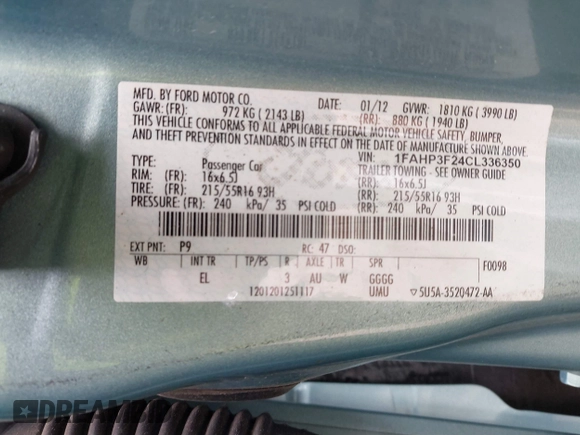 MFD. BY FORD MOTOR CO. DATE: 01/12 GVWR: 1810 KG ( 3990 LB)
GAWR: (FR): 972 KG ( 2143 LB) (RR): 880 KG ( 1940 LB)
THIS VEHICLE CONFORMS TO ALL APPLICABLE FEDERAL MOTOR VEHICLE SAFETY, BUMPER,
AND THEFT PREVENTION STANDARDS IN EFFECT ON THE DATE OF MANUFACTURE SHOWN ABOVE.
VIN: 1FAHP3F24CL336350
TYPE: Passenger Car TRAILER TOWING - SEE OWNER GUIDE
RIM: (FR): 16x6.5J (RR): 16x6.5J
TIRE: (FR): 215/55R16 93H (RR): 215/55R16 93H
PRESSURE: (FR): 240 kPa/ 35 PSI COLD (RR): 240 kPa/ 35 PSI COLD
EXT PNT: P9 RC: 47 DSO:
WB INT TR TP/PS R AXLE TR SPR F0098
EL 3 AU W GGGG
1201201251117 UMU ▽5U5A-3520472-AA
DREAMBID